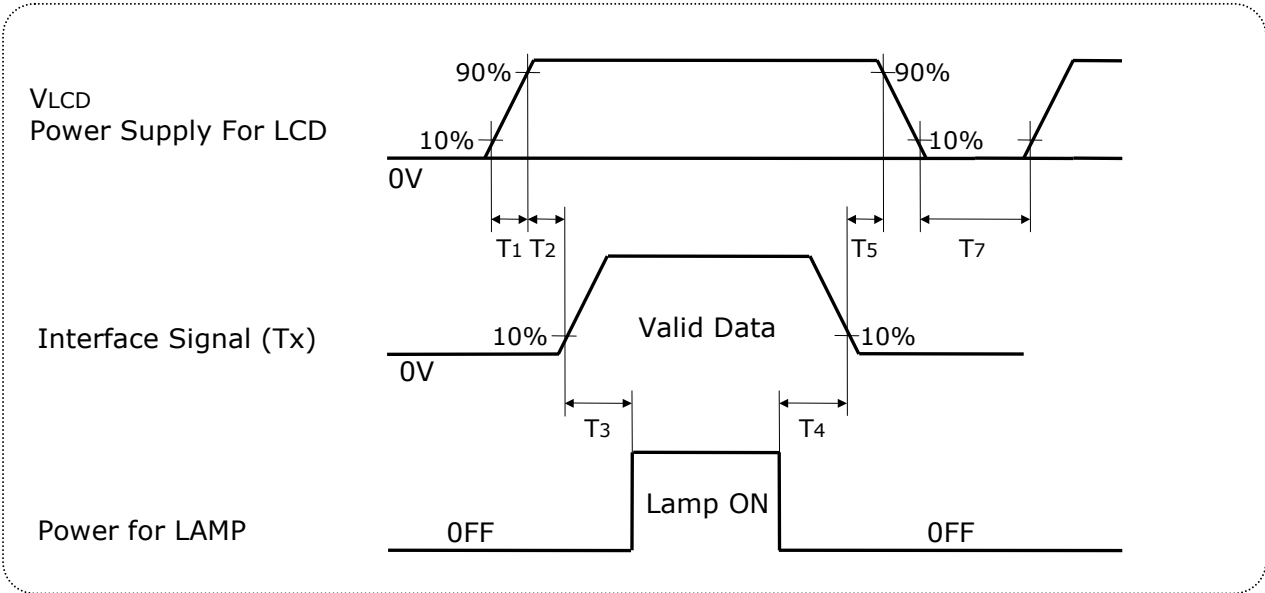 90%
90%
VLCD
Power Supply For LCD
10%
10%
0V
T1 T2
T5
T7
Interface Signal (Tx)
10%
Valid Data
10%
0V
T3
T4
Power for LAMP
0FF
Lamp ON
0FF